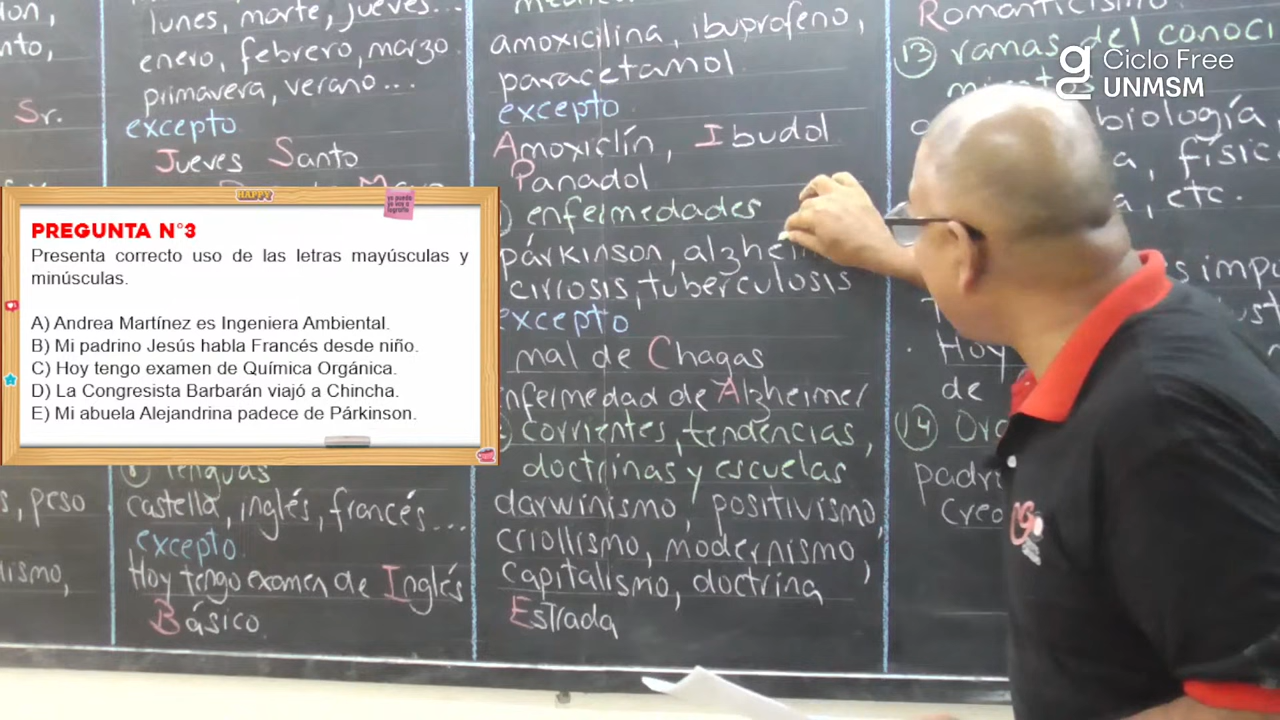 lunes, marte, jueves...
enero, febrero, marzo.
primavera, verano...
excepto
Jueves Santo
Sr.
peso
lenguas
castella, inglés, francés...
excepto.
Hoy tengo examen de Inglés
Básico.
HAPPY
PREGUNTA N°3
Presenta correcto uso de las letras mayúsculas y
minúsculas.
A) Andrea Martínez es Ingeniera Ambiental.
B) Mi padrino Jesús habla Francés desde niño.
C) Hoy tengo examen de Química Orgánica.
D) La Congresista Barbarán viajó a Chincha.
E) Mi abuela Alejandrina padece de Párkinson.
amoxicilina, ibuprofeno,
paracetamol
excepto
Amoxiclín, Ibudol
Panadol
enfermedades
párkinson,
cirrosis, tuberculosis
excepto
mal de Chagas
enfermedad de Alzheimer
corrientes, tendencias,
doctrinas y escuelas
darwinismo, positivismo,
criollismo, modernismo,
capitalismo, doctrina
Estrada
Romanticismo.
13 ramas del conoci
biología,
etc.
Hoy
de
14
Ciclo Free
UNMSM